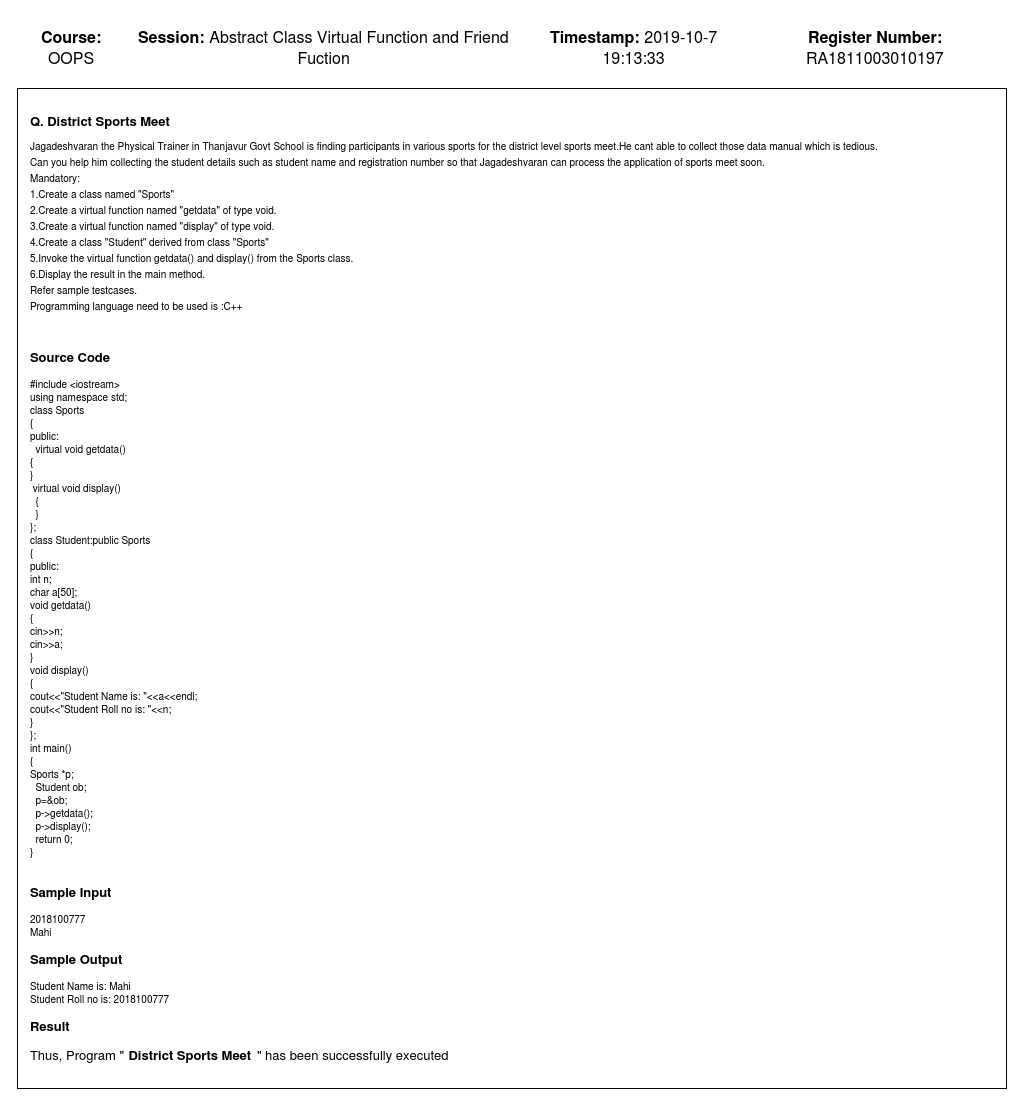 Course:
OOPS
Session: Abstract Class Virtual Function and Friend
Fuction
Timestamp: 2019-10-7
19:13:33
Register Number:
RA1811003010197
Q. District Sports Meet
Jagadeshvaran the Physical Trainer in Thanjavur Govt School is finding participants in various sports for the district level sports meet.He cant able to collect those data manual which is tedious.
Can you help him collecting the student details such as student name and registration number so that Jagadeshvaran can process the application of sports meet soon.
Mandatory:
1.Create a class named "Sports"
2.Create a virtual function named "getdata" of type void.
3.Create a virtual function named "display" of type void.
4.Create a class "Student" derived from class "Sports"
5.Invoke the virtual function getdata() and display() from the Sports class.
6.Display the result in the main method.
Refer sample testcases.
Programming language need to be used is :C++
Source Code
#include <iostream>
using namespace std;
class Sports
{
public:
  virtual void getdata()
{
}
 virtual void display()
  {
  }
};
class Student:public Sports
{
public:
int n;
char a[50];
void getdata()
{
cin>>n;
cin>>a;
}
void display()
{
cout<<"Student Name is: "<<a<<endl;
cout<<"Student Roll no is: "<<n;
}
};
int main()
{
Sports *p;
  Student ob;
  p=&ob;
  p->getdata();
  p->display();
  return 0;
}
Sample Input
2018100777
Mahi
Sample Output
Student Name is: Mahi
Student Roll no is: 2018100777
Result
Thus, Program " District Sports Meet " has been successfully executed